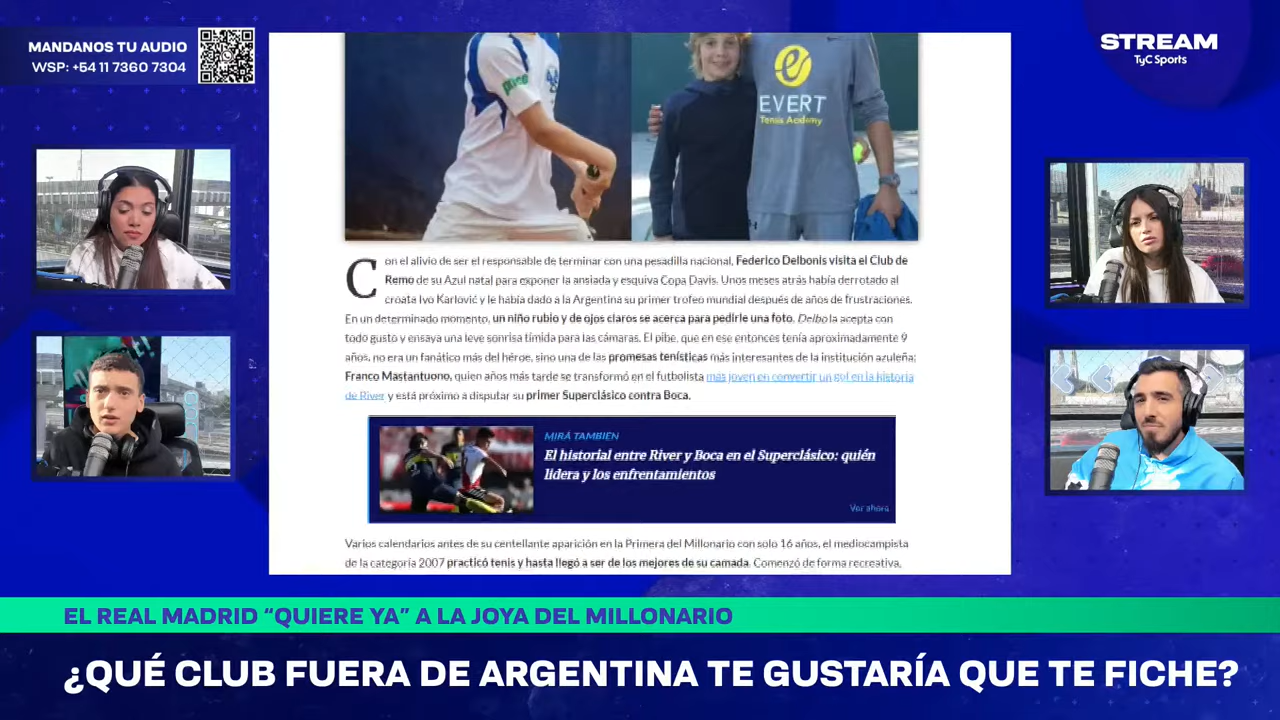 MANDANOS TU AUDIO
WSP: +54 11 7360 7304
STREAM
TyC Sports
EVERT
Tennis Academy
Con el alivio de ser el responsable de terminar con una pesadilla nacional, Federico Delbonis visita el Club de
Remo de su Azul natal para exponer la ansiada y esquiva Copa Davis. Unos meses atrás había derrotado al
croata Ivo Karlović y le había dado a la Argentina su primer trofeo mundial después de años de frustraciones.
En un determinado momento, un niño rubio y de ojos claros se acerca para pedirle una foto. Delbo la acepta con
todo gusto y ensaya una leve sonrisa tímida para las cámaras. El pibe, que en ese entonces tenía aproximadamente 9
años, no era un fanático más del héroe, sino una de las promesas tenísticas más interesantes de la institución azuleña:
Franco Mastantuono, quien años más tarde se transformó en el futbolista más joven en convertir un gol en la historia
de River y está próximo a disputar su primer Superclásico contra Boca.
MIRÁ TAMBIÉN
El historial entre River y Boca en el Superclásico: quién
lidera y los enfrentamientos
Ver ahora
Varios calendarios antes de su centellante aparición en la Primera del Millonario con solo 16 años, el mediocampista
de la categoría 2007 practicó tenis y hasta llegó a ser de los mejores de su camada. Comenzó de forma recreativa,
EL REAL MADRID “QUIERE YA” A LA JOYA DEL MILLONARIO
¿QUÉ CLUB FUERA DE ARGENTINA TE GUSTARÍA QUE TE FICHE?